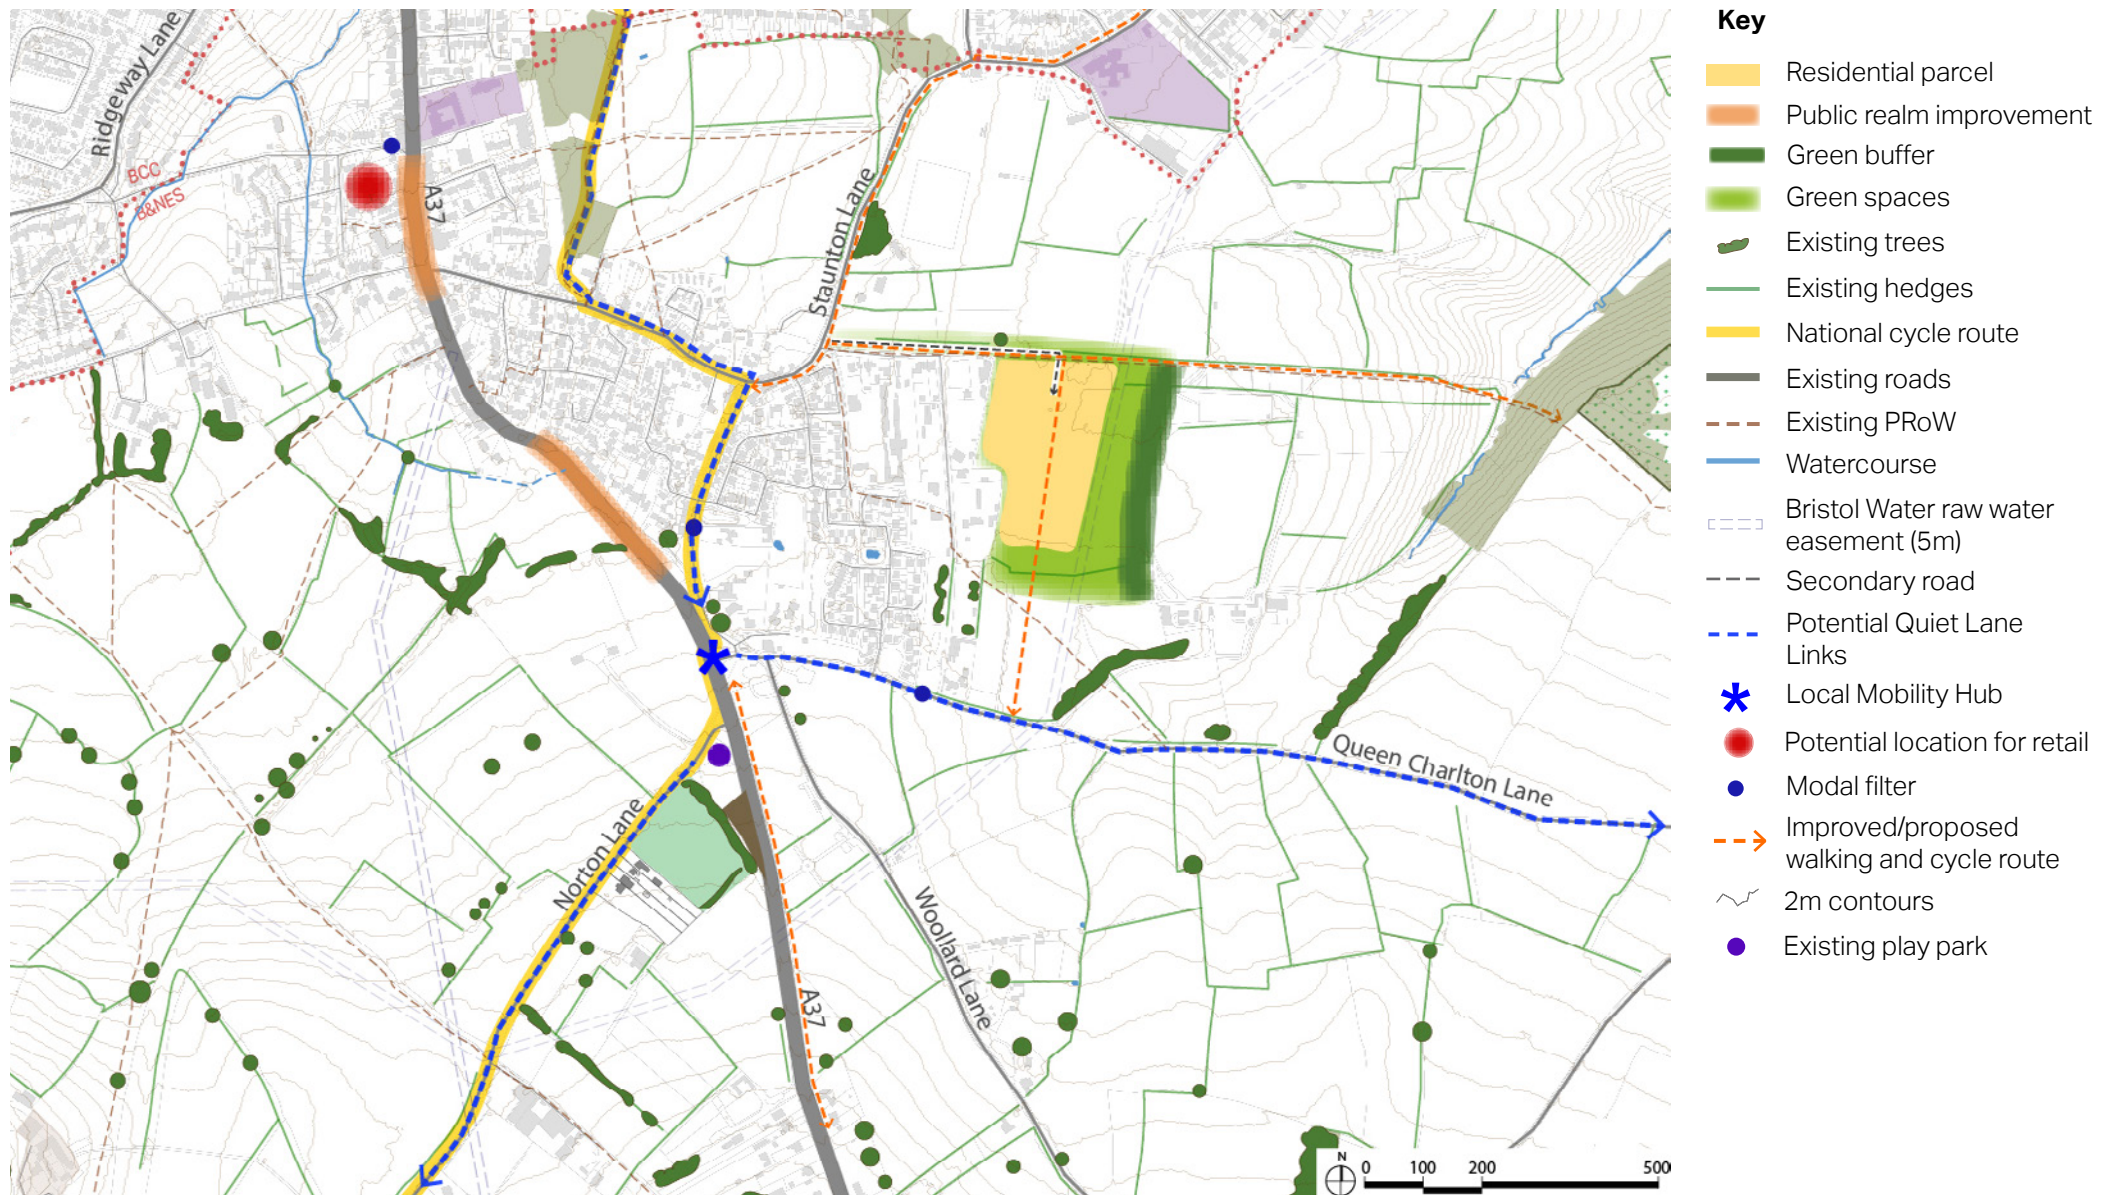 Ridgeway Lane
BCC
B&NES
A37
Staunton Lane
Queen Charlton Lane
Norton Lane
Woollard Lane
A37
N
0 100 200 500
Key
Residential parcel
Public realm improvement
Green buffer
Green spaces
Existing trees
Existing hedges
National cycle route
Existing roads
Existing PRoW
Watercourse
Bristol Water raw water
easement (5m)
Secondary road
Potential Quiet Lane
Links
Local Mobility Hub
Potential location for retail
Modal filter
Improved/proposed
walking and cycle route
2m contours
Existing play park